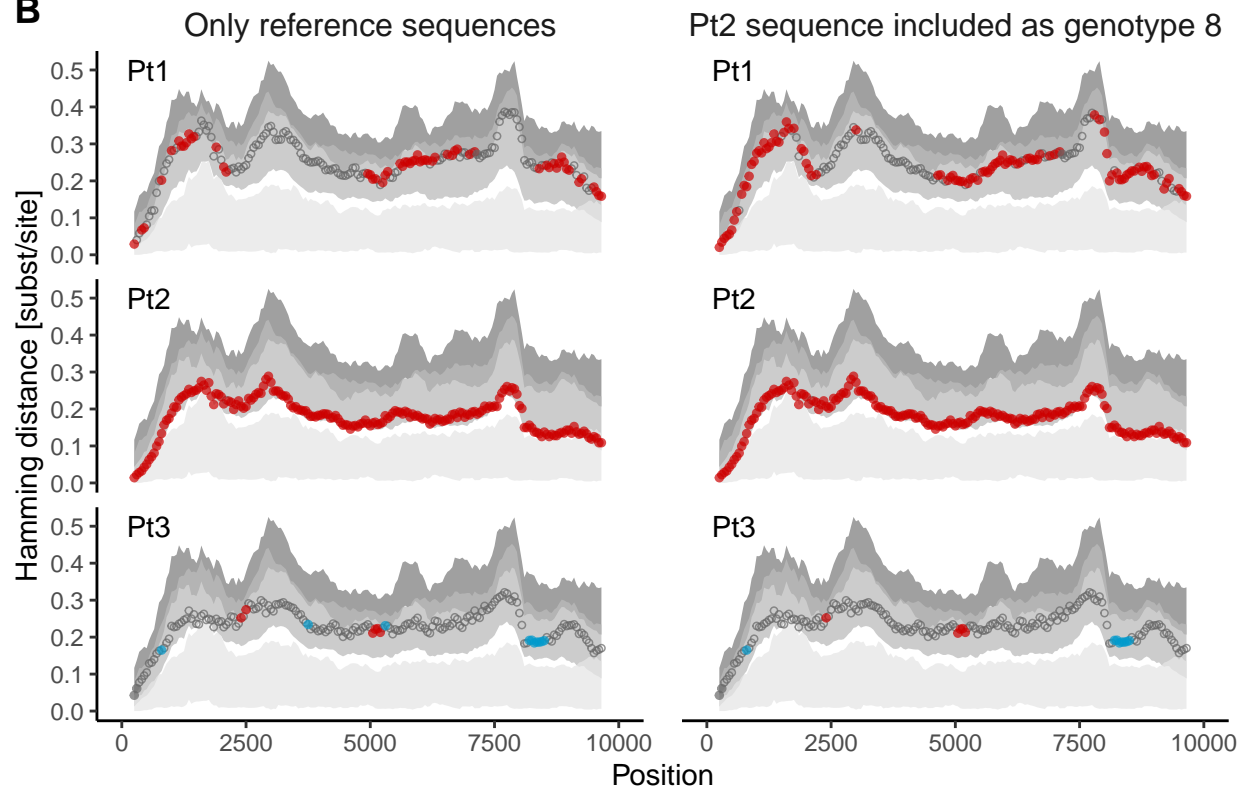 B
Only reference sequences
Pt2 sequence included as genotype 8
Hamming distance [subst/site]
Pt1
0.5
0.4
0.3
0.2
0.1
0.0
Pt1
Pt2
0.5
0.4
0.3
0.2
0.1
0.0
Pt2
Pt3
0.5
0.4
0.3
0.2
0.1
0.0
Pt3
0 2500 5000 7500 10000
0 2500 5000 7500 10000
Position